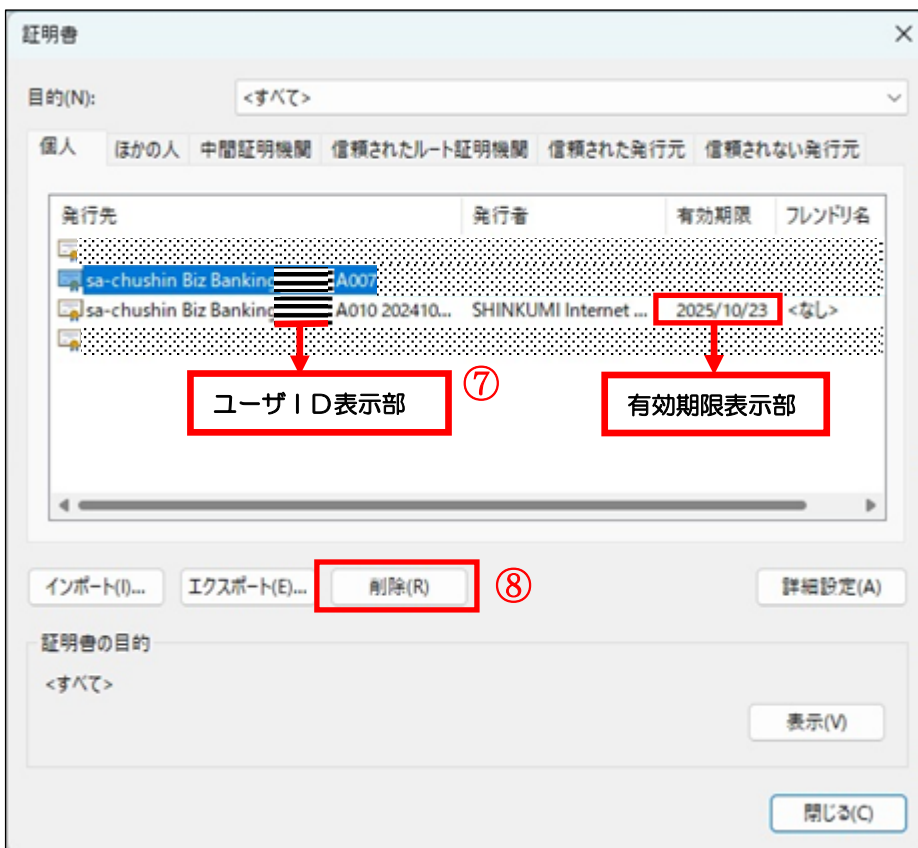 証明書
目的(N): <すべて>
個人 ほかの人 中間証明機関 信頼されたルート証明機関 信頼された発行元 信頼されない発行元
発行先 発行者 有効期限 フレンドリ名
sa-chushin Biz Banking A007
sa-chushin Biz Banking A010 202410... SHINKUMI Internet ... 2025/10/23 <なし>
ユーザID表示部 ⑦ 有効期限表示部
インポート(I)... エクスポート(E)... 削除(R) ⑧ 詳細設定(A)
証明書の目的
<すべて>
表示(V)
閉じる(C)